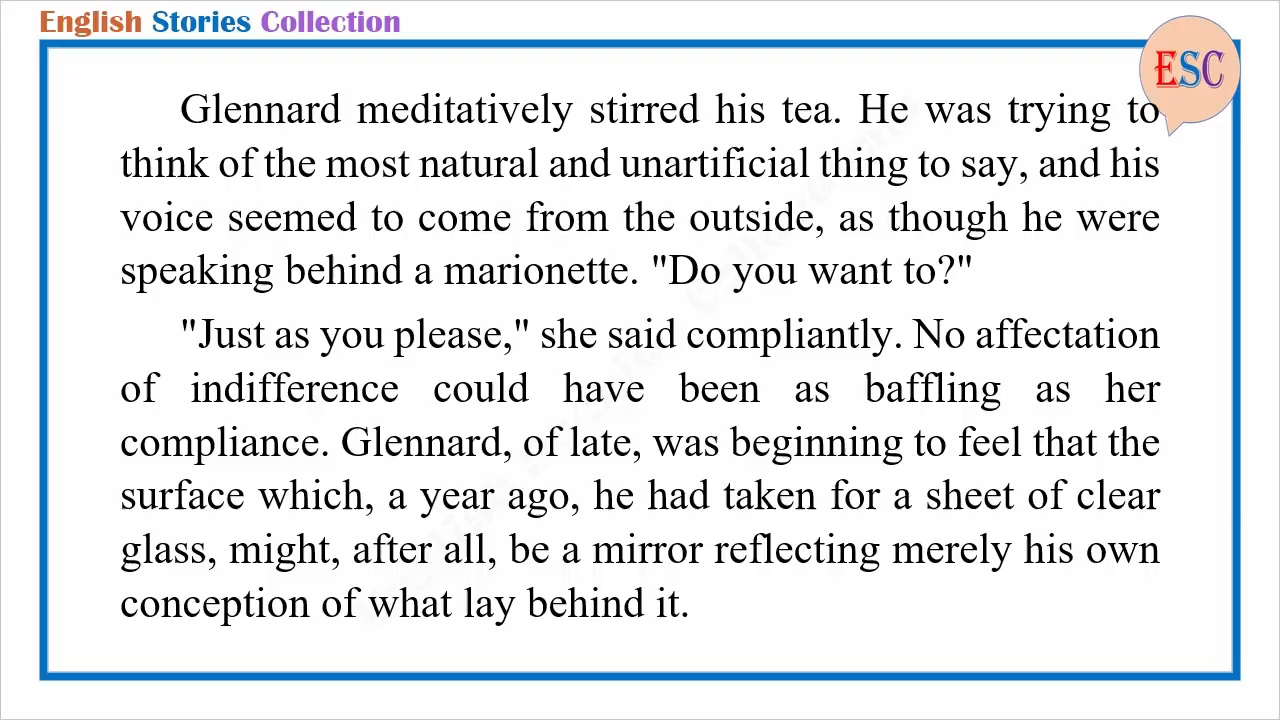 English Stories Collection
ESC
Glennard meditatively stirred his tea. He was trying to
think of the most natural and unartificial thing to say, and his
voice seemed to come from the outside, as though he were
speaking behind a marionette. "Do you want to?"
"Just as you please," she said compliantly. No affectation
of indifference could have been as baffling as her
compliance. Glennard, of late, was beginning to feel that the
surface which, a year ago, he had taken for a sheet of clear
glass, might, after all, be a mirror reflecting merely his own
conception of what lay behind it.